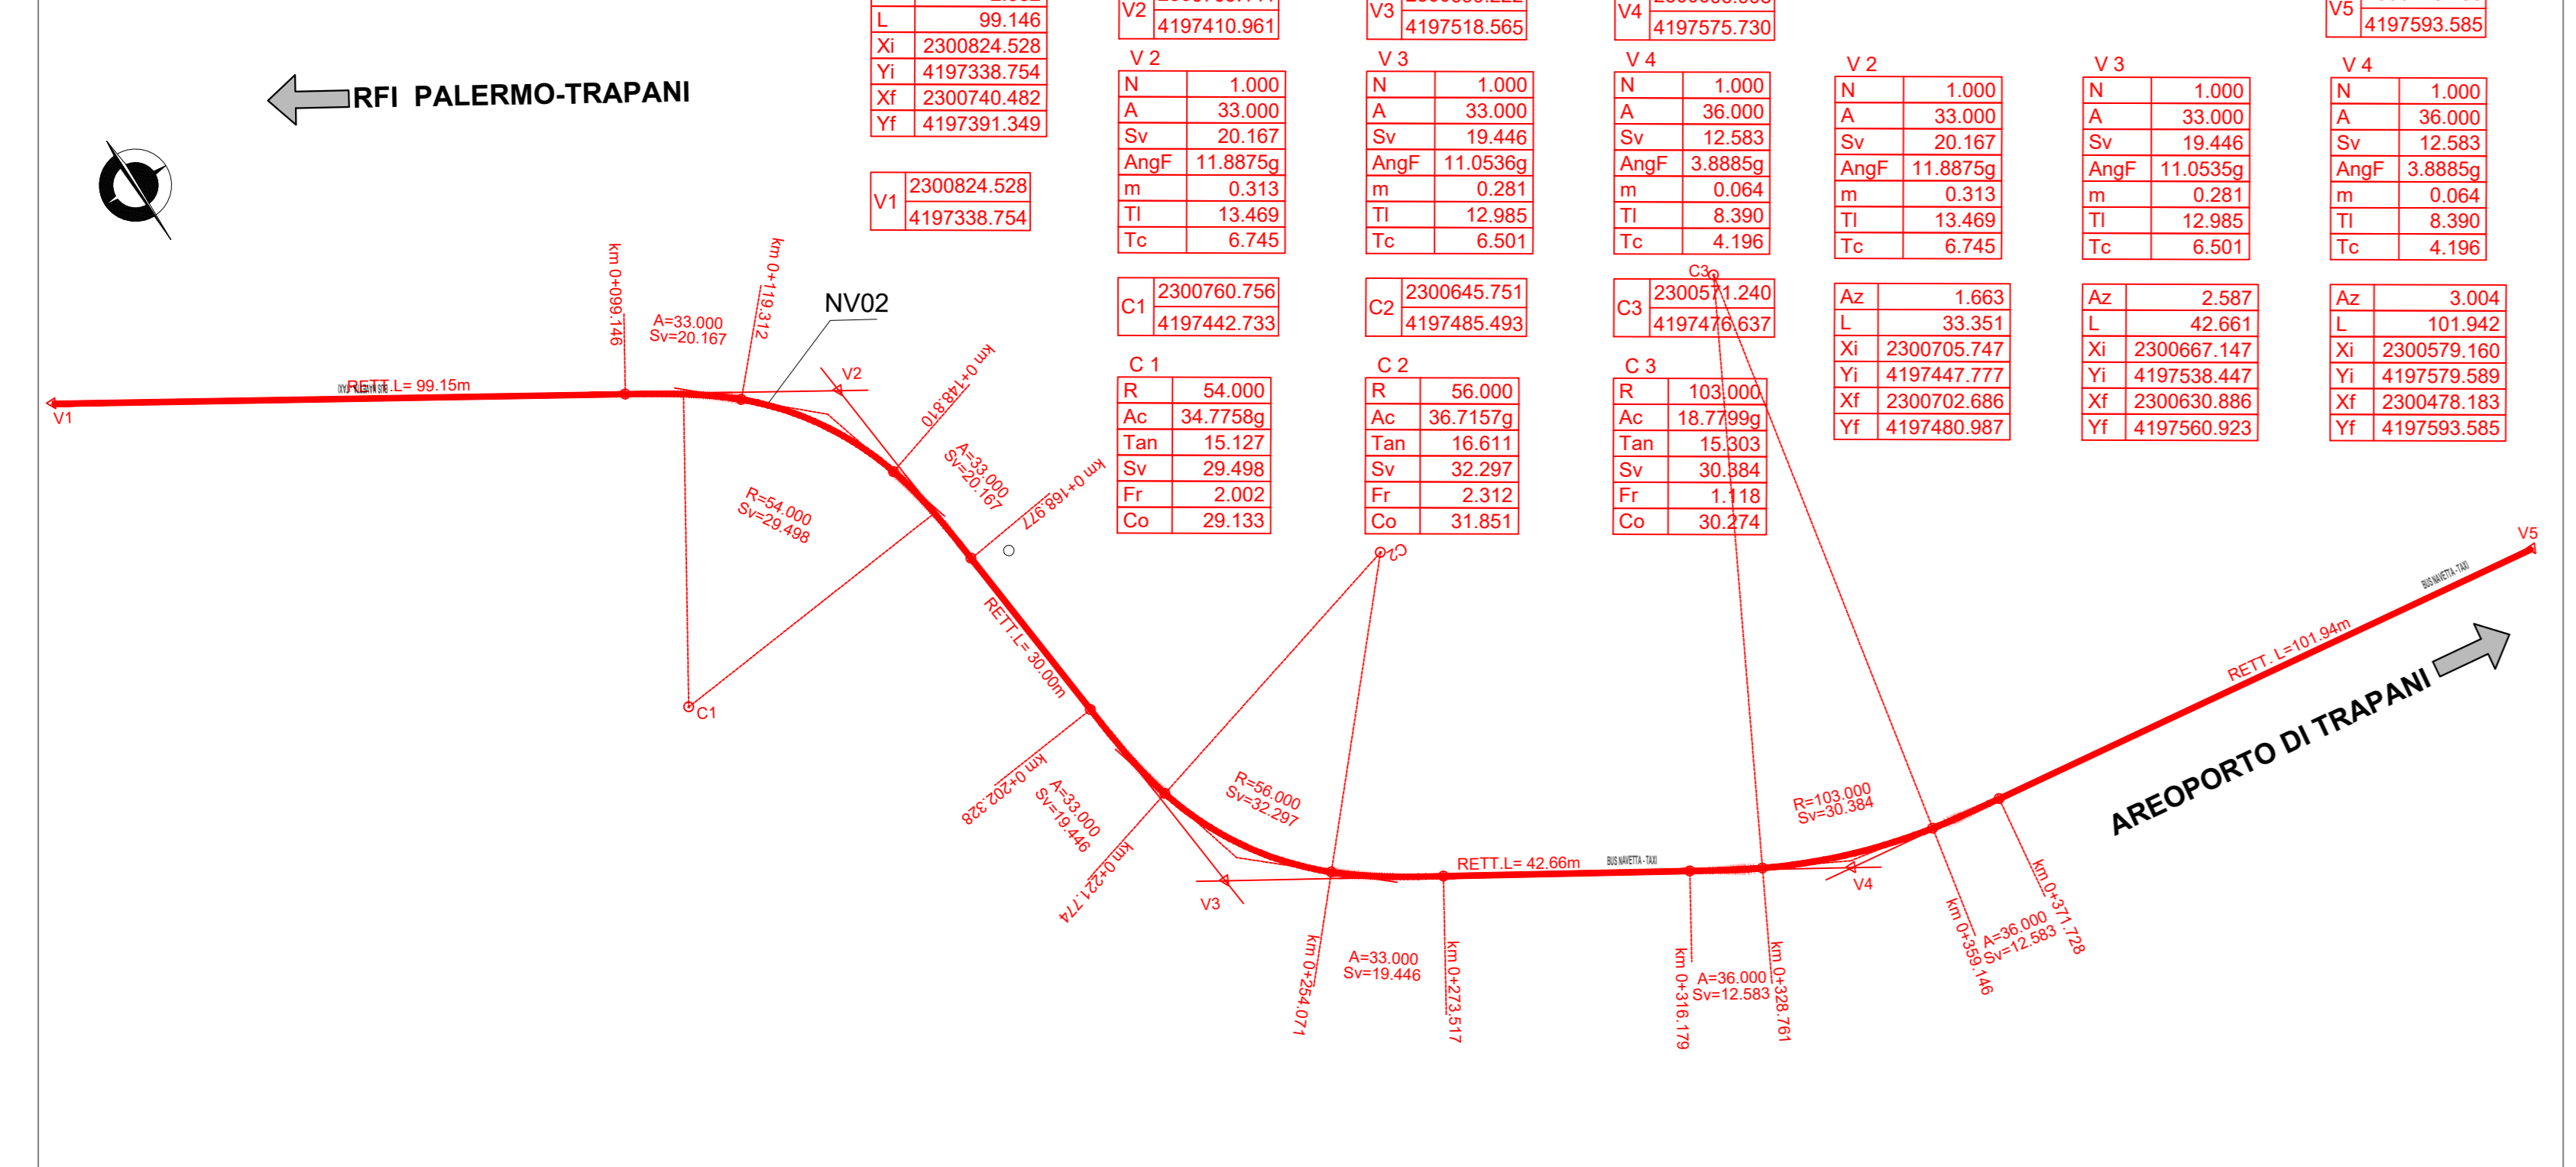 L 99.146
Xi 2300824.528
Yi 4197338.754
Xf 2300740.482
Yf 4197391.349
V1 2300824.528
4197338.754
V2
4197410.961
V 2
N 1.000
A 33.000
Sv 20.167
AngF 11.8875g
m 0.313
Tl 13.469
Tc 6.745
C1 2300760.756
4197442.733
C 1
R 54.000
Ac 34.7758g
Tan 15.127
Sv 29.498
Fr 2.002
Co 29.133
V3
4197518.565
V 3
N 1.000
A 33.000
Sv 19.446
AngF 11.0536g
m 0.281
Tl 12.985
Tc 6.501
C2 2300645.751
4197485.493
C 2
R 56.000
Ac 36.7157g
Tan 16.611
Sv 32.297
Fr 2.312
Co 31.851
V4
4197575.730
V 4
N 1.000
A 36.000
Sv 12.583
AngF 3.8885g
m 0.064
Tl 8.390
Tc 4.196
C3
C3 2300571.240
4197476.637
C 3
R 103.000
Ac 18.7799g
Tan 15.303
Sv 30.384
Fr 1.118
Co 30.274
V 2
N 1.000
A 33.000
Sv 20.167
AngF 11.8875g
m 0.313
Tl 13.469
Tc 6.745
Az 1.663
L 33.351
Xi 2300705.747
Yi 4197447.777
Xf 2300702.686
Yf 4197480.987
V 3
N 1.000
A 33.000
Sv 19.446
AngF 11.0535g
m 0.281
Tl 12.985
Tc 6.501
Az 2.587
L 42.661
Xi 2300667.147
Yi 4197538.447
Xf 2300630.886
Yf 4197560.923
V5
4197593.585
V 4
N 1.000
A 36.000
Sv 12.583
AngF 3.8885g
m 0.064
Tl 8.390
Tc 4.196
Az 3.004
L 101.942
Xi 2300579.160
Yi 4197579.589
Xf 2300478.183
Yf 4197593.585
RFI PALERMO-TRAPANI
V1
RETT.L= 99.15m
km 0+099.146
A=33.000
Sv=20.167
km 0+119.312
NV02
V2
km 0+148.810
R=54.000
Sv=29.498
A=33.000
Sv=20.167
km 0+168.977
C1
RETT.L= 30.00m
km 0+202.328
A=33.000
Sv=19.446
km 0+221.774
C2
R=56.000
Sv=32.297
V3
km 0+254.071
A=33.000
Sv=19.446
km 0+273.517
RETT.L= 42.66m
BUS NAVETTA - TAXI
km 0+316.179
A=36.000
Sv=12.583
km 0+328.761
R=103.000
Sv=30.384
V4
km 0+359.146
A=36.000
Sv=12.583
km 0+371.728
RETT. L=101.94m
BUS NAVETTA - TAXI
V5
AREOPORTO DI TRAPANI